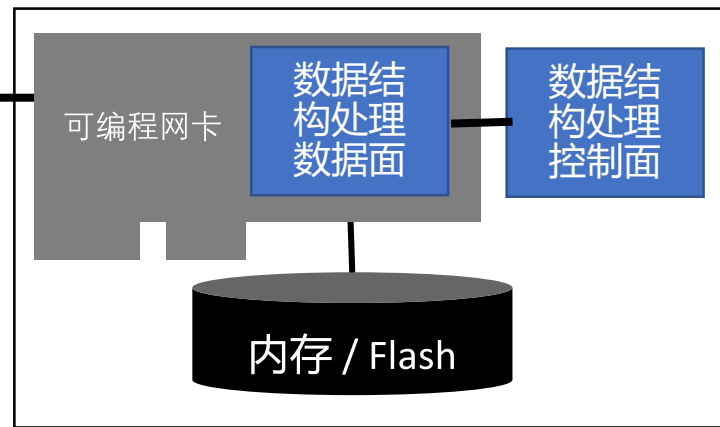 可编程网卡
数据结
构处理
数据面
数据结
构处理
控制面
内存 / Flash